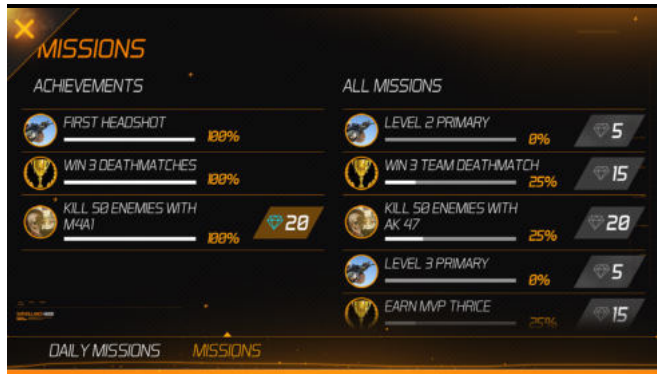 MISSIONS
ACHIEVEMENTS
FIRST HEADSHOT
100%
WIN 3 DEATHMATCHES
100%
KILL 50 ENEMIES WITH
M4A1
100%
20
ALL MISSIONS
LEVEL 2 PRIMARY
0%
5
WIN 3 TEAM DEATHMATCH
25%
15
KILL 50 ENEMIES WITH
AK 47
25%
20
LEVEL 3 PRIMARY
0%
5
EARN MVP THRICE
25%
15
DAILY MISSIONS
MISSIONS